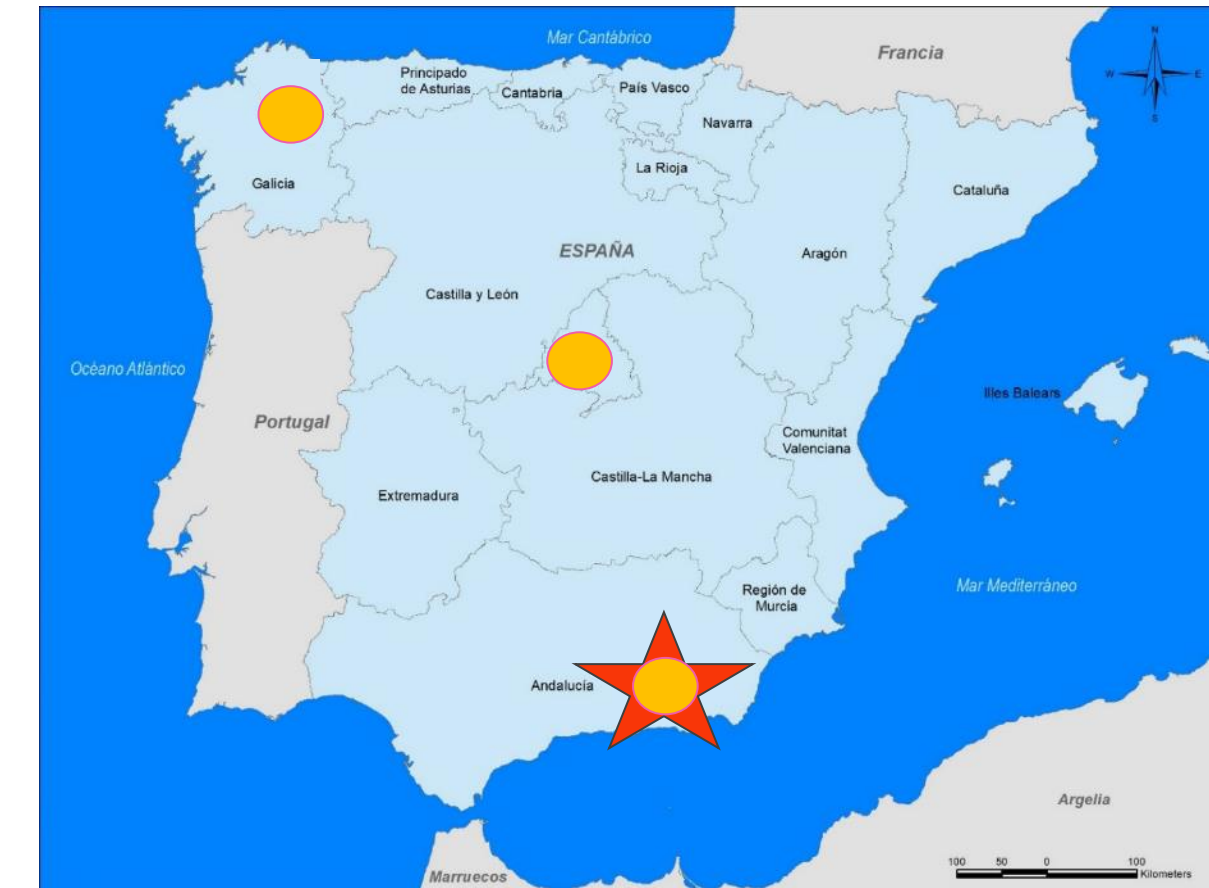 Mar Cantábrico
N
W
E
S
Francia
Principado
de Asturias
Cantabria
País Vasco
Navarra
La Rioja
Galicia
Cataluña
ESPAÑA
Aragón
Castilla y León
Océano Atlántico
Portugal
Illes Balears
Comunitat
Valenciana
Castilla-La Mancha
Extremadura
Mar Mediterráneo
Región de
Murcia
Andalucía
Argelia
100 50 0 100
Kilometers
Marruecos